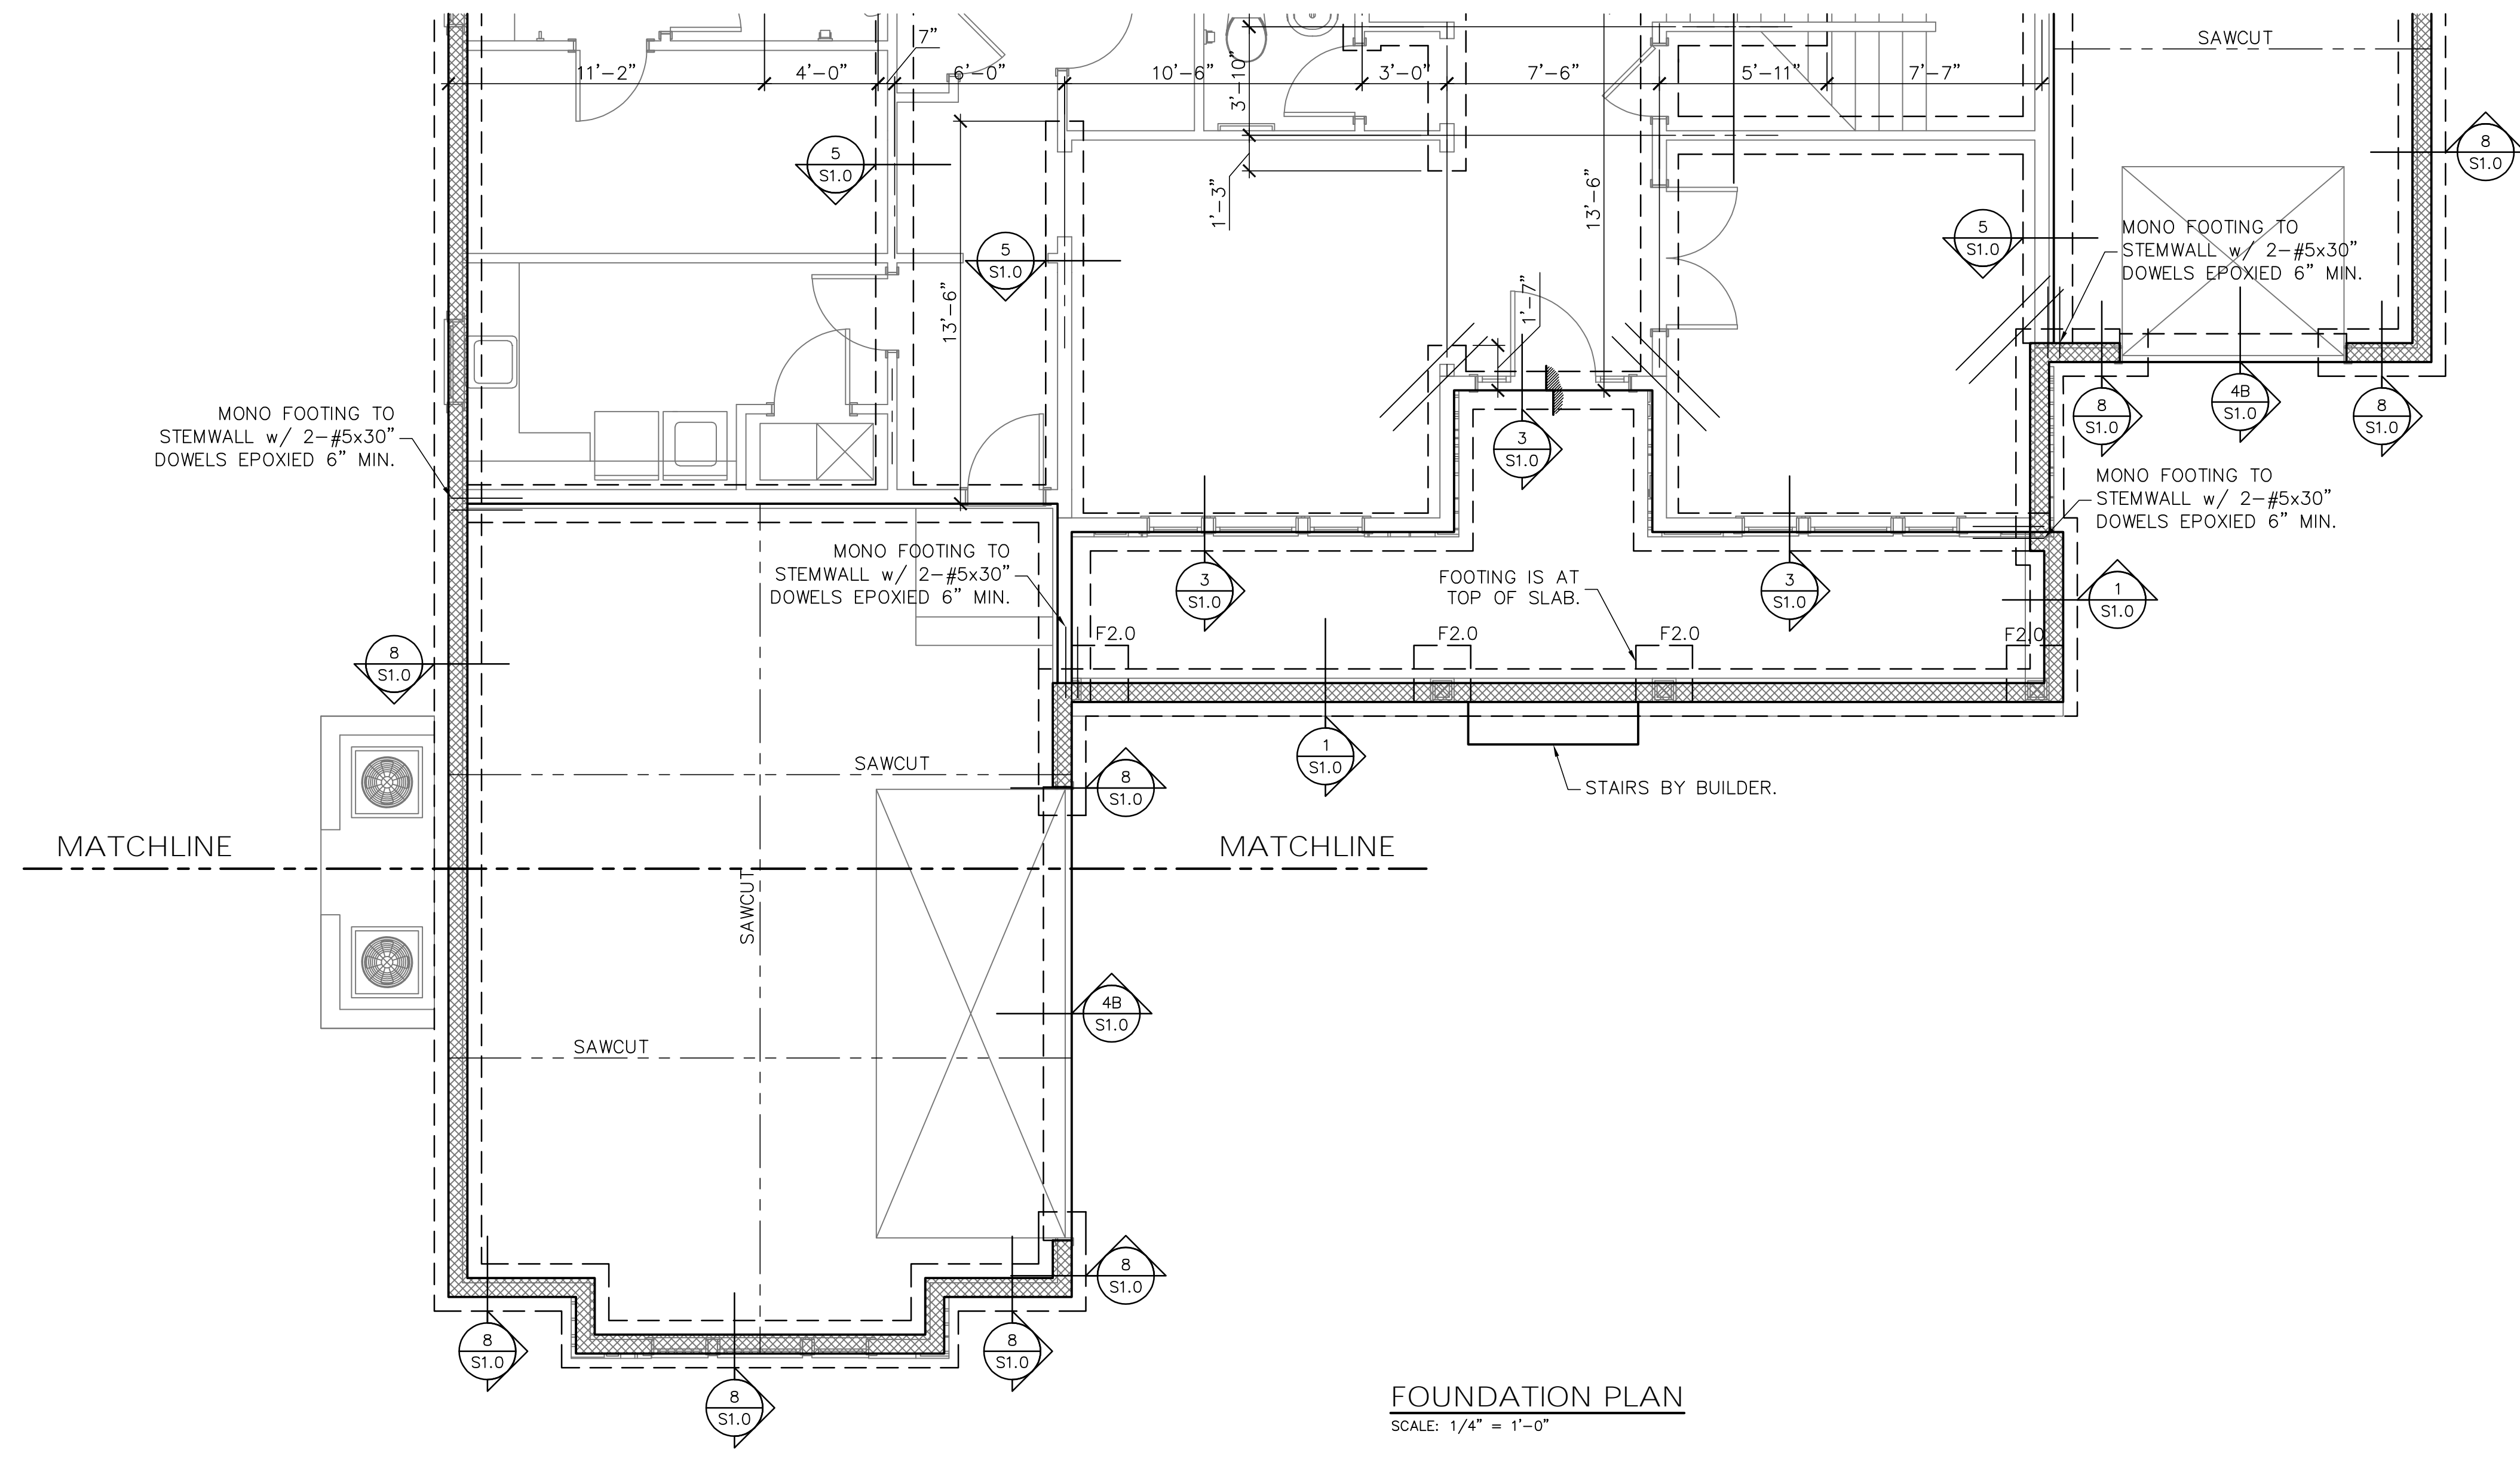 7”
SAWCUT
11’-2”
4’-0”
6’-0”
10’-6”
3’-10”
3’-0”
7’-6”
5’-11”
7’-7”
5
S1.0
8
S1.0
1’-3”
13’-6”
5
S1.0
5
S1.0
MONO FOOTING TO
STEMWALL w/ 2-#5x30”
DOWELS EPOXIED 6” MIN.
13’-6”
1’-7”
8
S1.0
4B
S1.0
8
S1.0
MONO FOOTING TO
STEMWALL w/ 2-#5x30”
DOWELS EPOXIED 6” MIN.
3
S1.0
MONO FOOTING TO
STEMWALL w/ 2-#5x30”
DOWELS EPOXIED 6” MIN.
MONO FOOTING TO
STEMWALL w/ 2-#5x30”
DOWELS EPOXIED 6” MIN.
3
S1.0
FOOTING IS AT
TOP OF SLAB.
3
S1.0
1
S1.0
F2.0
F2.0
F2.0
F2.0
8
S1.0
1
S1.0
SAWCUT
8
S1.0
STAIRS BY BUILDER.
MATCHLINE
MATCHLINE
SAWCUT
4B
S1.0
SAWCUT
8
S1.0
8
S1.0
8
S1.0
8
S1.0
FOUNDATION PLAN
SCALE: 1/4” = 1’-0”